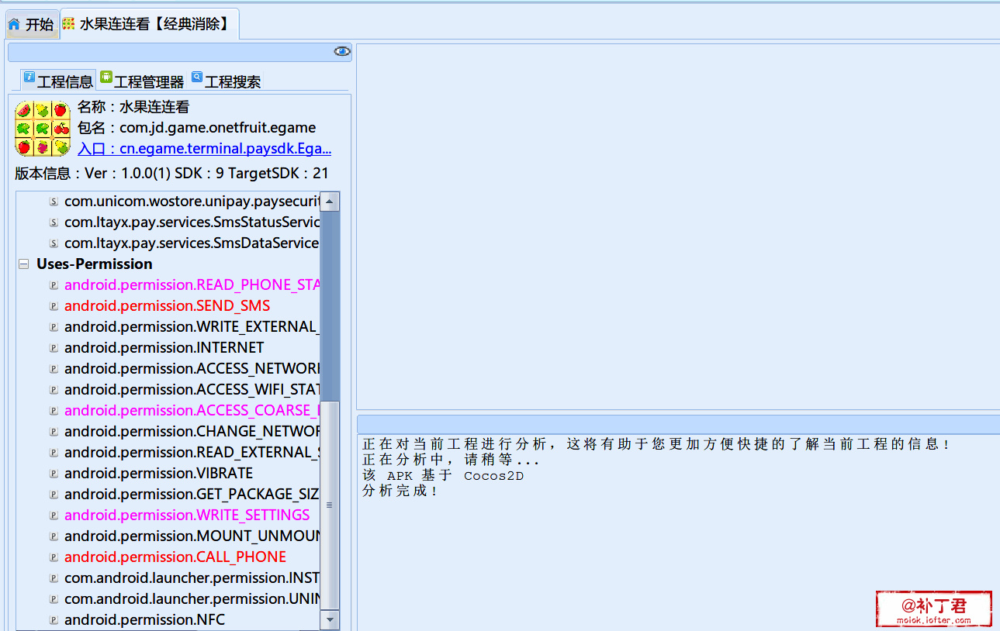 开始
水果连连看【经典消除】
工程信息
工程管理器
工程搜索
名称：水果连连看
包名：com.jd.game.onetfruit.egame
入口：cn.egame.terminal.paysdk.Ega...
版本信息：Ver：1.0.0(1) SDK：9 TargetSDK：21
S com.unicom.wostore.unipay.paysecurit
S com.ltayx.pay.services.SmsStatusServic
S com.ltayx.pay.services.SmsDataService
Uses-Permission
P android.permission.READ_PHONE_STA
P android.permission.SEND_SMS
P android.permission.WRITE_EXTERNAL_
P android.permission.INTERNET
P android.permission.ACCESS_NETWORK
P android.permission.ACCESS_WIFI_STAT
P android.permission.ACCESS_COARSE_L
P android.permission.CHANGE_NETWOR
P android.permission.READ_EXTERNAL_S
P android.permission.VIBRATE
P android.permission.GET_PACKAGE_SIZ
P android.permission.WRITE_SETTINGS
P android.permission.MOUNT_UNMOUN
P android.permission.CALL_PHONE
P com.android.launcher.permission.INST
P com.android.launcher.permission.UNIN
P android.permission.NFC
正在对当前工程进行分析，这将有助于您更加方便快捷的了解当前工程的信息！
正在分析中，请稍等...
该 APK 基于 Cocos2D
分析完成！
@补丁君
moiok.lofter.com